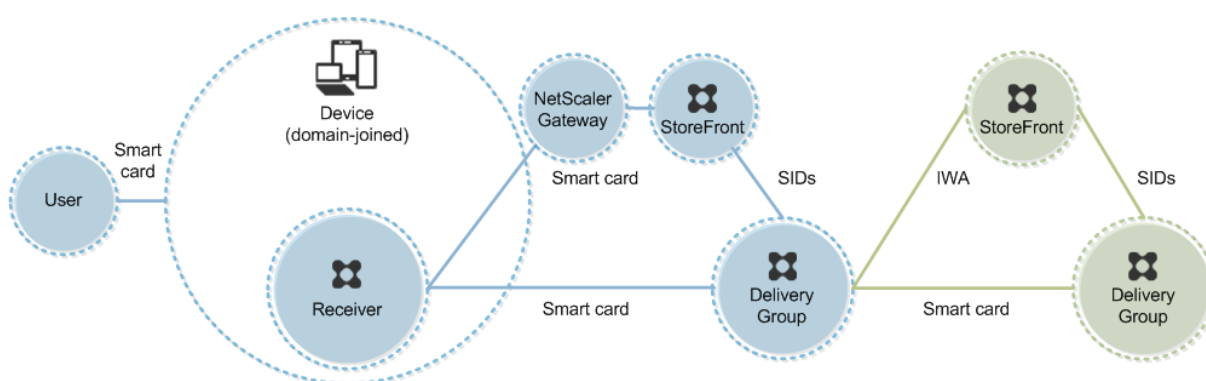 User
Smart
card
Device
(domain-joined)
Receiver
NetScaler
Gateway
StoreFront
Smart card
SIDs
Smart card
Delivery
Group
IWA
StoreFront
SIDs
Smart card
Delivery
Group